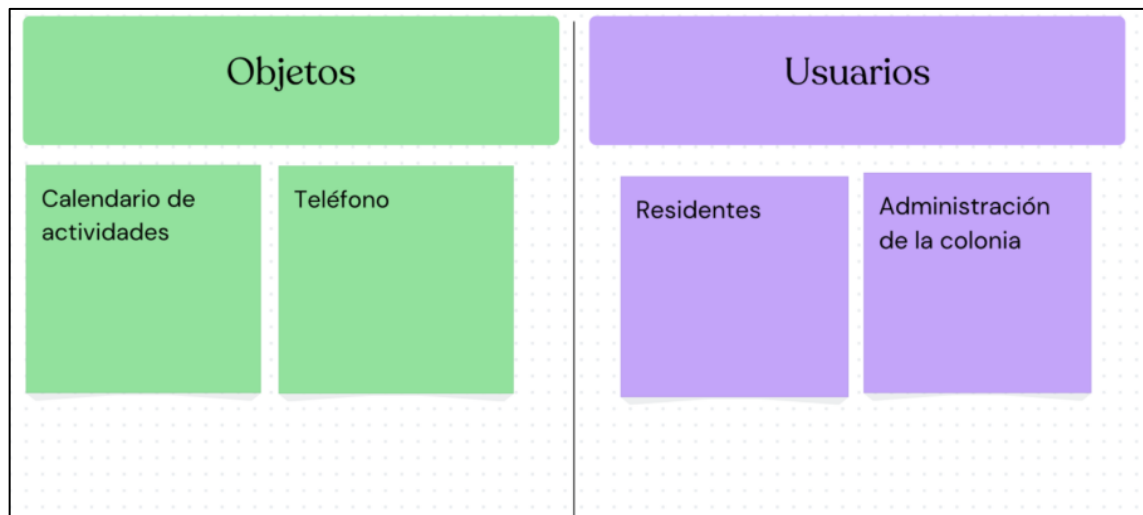 Objetos
Usuarios
Calendario de
actividades
Teléfono
Residentes
Administración
de la colonia